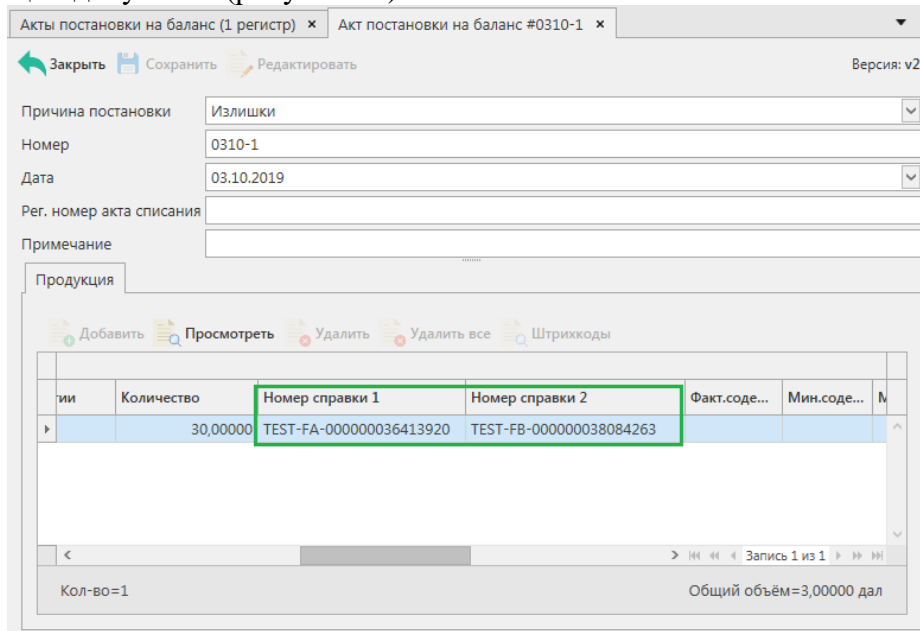 Акты постановки на баланс (1 регистр) × Акт постановки на баланс #0310-1 ×
Закрыть Сохранить Редактировать Версия: v2
Причина постановки Излишки
Номер 0310-1
Дата 03.10.2019
Рег. номер акта списания
Примечание
Продукция
Добавить Просмотреть Удалить Удалить все Штрихкоды
тии Количество Номер справки 1 Номер справки 2 Факт.соде... Мин.соде...
30,00000 TEST-FA-000000036413920 TEST-FB-000000038084263
Запись 1 из 1
Кол-во=1 Общий объём=3,00000 дал